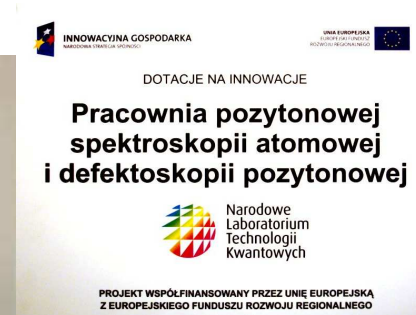 INNOWACYJNA GOSPODARKA
NARODOWA STRATEGIA SPÓJNOŚCI
UNIA EUROPEJSKA
EUROPEJSKI FUNDUSZ
ROZWOJU REGIONALNEGO
DOTACJE NA INNOWACJE
Pracownia pozytonowej
spektroskopii atomowej
i defektoskopii pozytonowej
Narodowe
Laboratorium
Technologii
Kwantowych
PROJEKT WSPÓŁFINANSOWANY PRZEZ UNIĘ EUROPEJSKĄ
Z EUROPEJSKIEGO FUNDUSZU ROZWOJU REGIONALNEGO